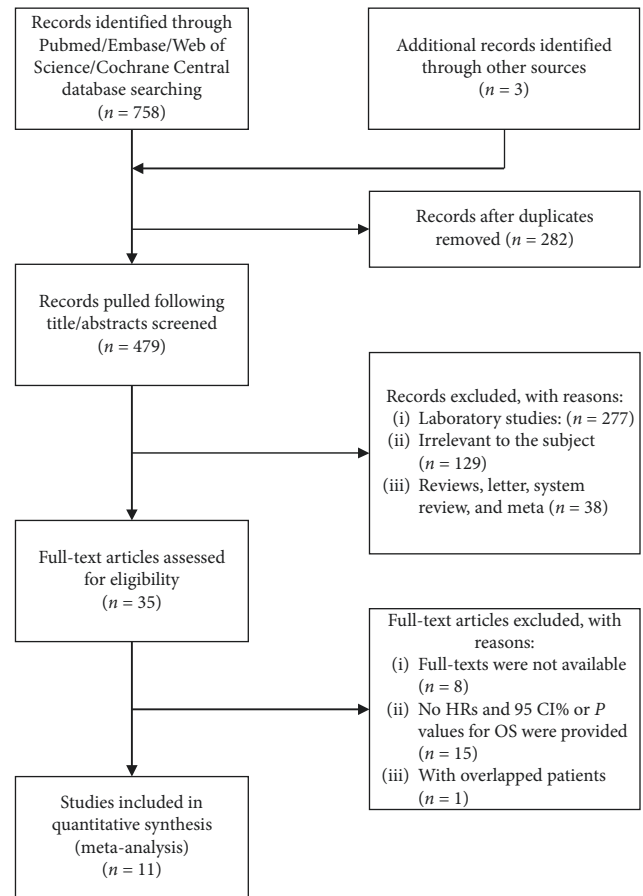 Records identified through
Pubmed/Embase/Web of
Science/Cochrane Central
database searching
(n = 758)
Additional records identified
through other sources
(n = 3)
Records after duplicates
removed (n = 282)
Records pulled following
title/abstracts screened
(n = 479)
Records excluded, with reasons:
(i) Laboratory studies: (n = 277)
(ii) Irrelevant to the subject
(n = 129)
(iii) Reviews, letter, system
review, and meta (n = 38)
Full-text articles assessed
for eligibility
(n = 35)
Full-text articles excluded, with
reasons:
(i) Full-texts were not available
(n = 8)
(ii) No HRs and 95 CI% or P
values for OS were provided
(n = 15)
(iii) With overlapped patients
(n = 1)
Studies included in
quantitative synthesis
(meta-analysis)
(n = 11)